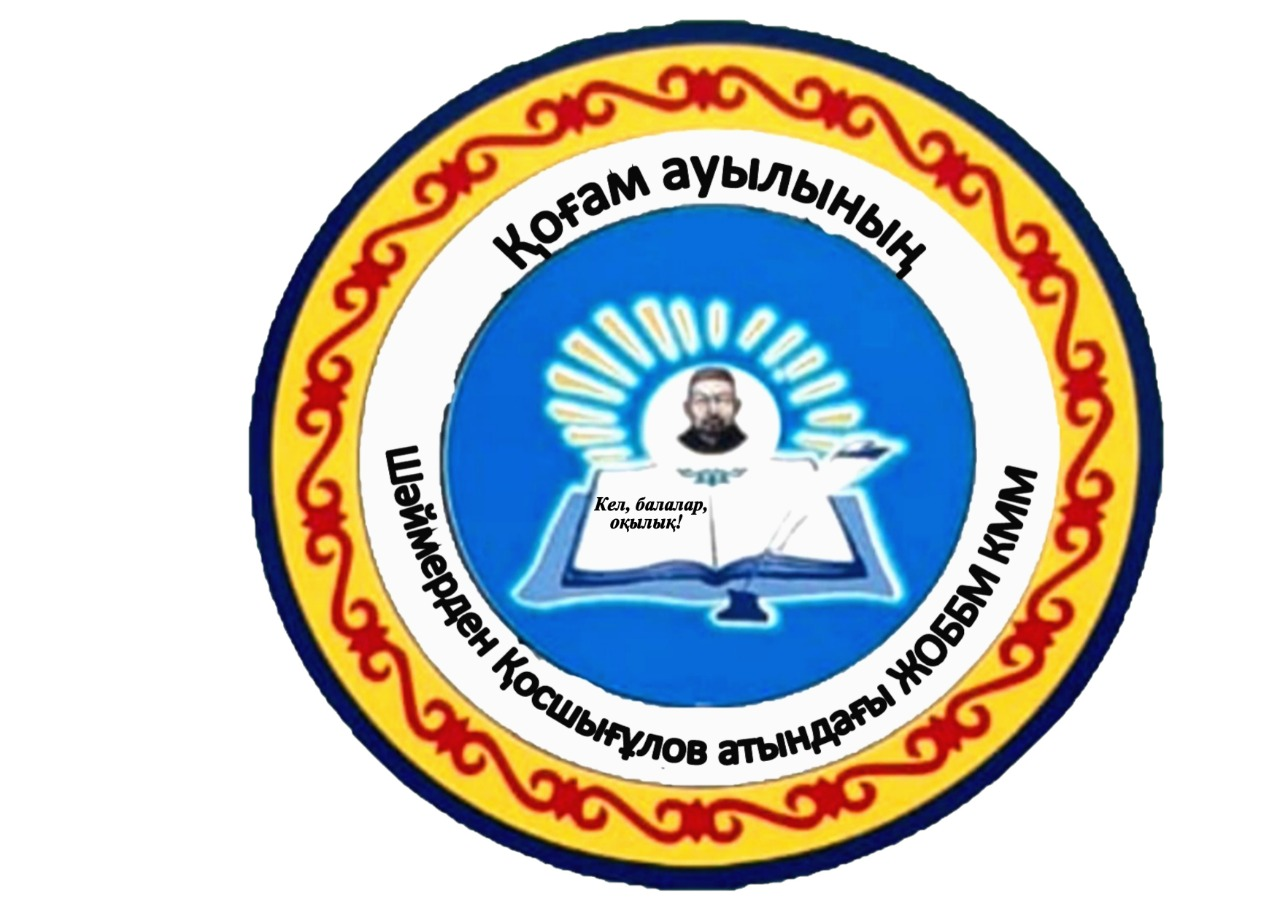 Қоғам ауылының
Кел, балалар,
оқылық!
Шәймерден Қосшығұлов атындағы ЖОББМ КММ